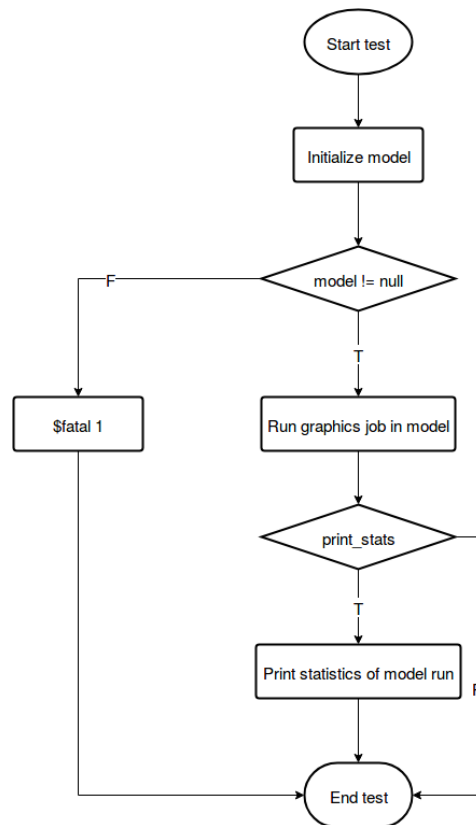 Start test
Initialize model
model != null
F
T
$fatal 1
Run graphics job in model
print_stats
T
Print statistics of model run
End test